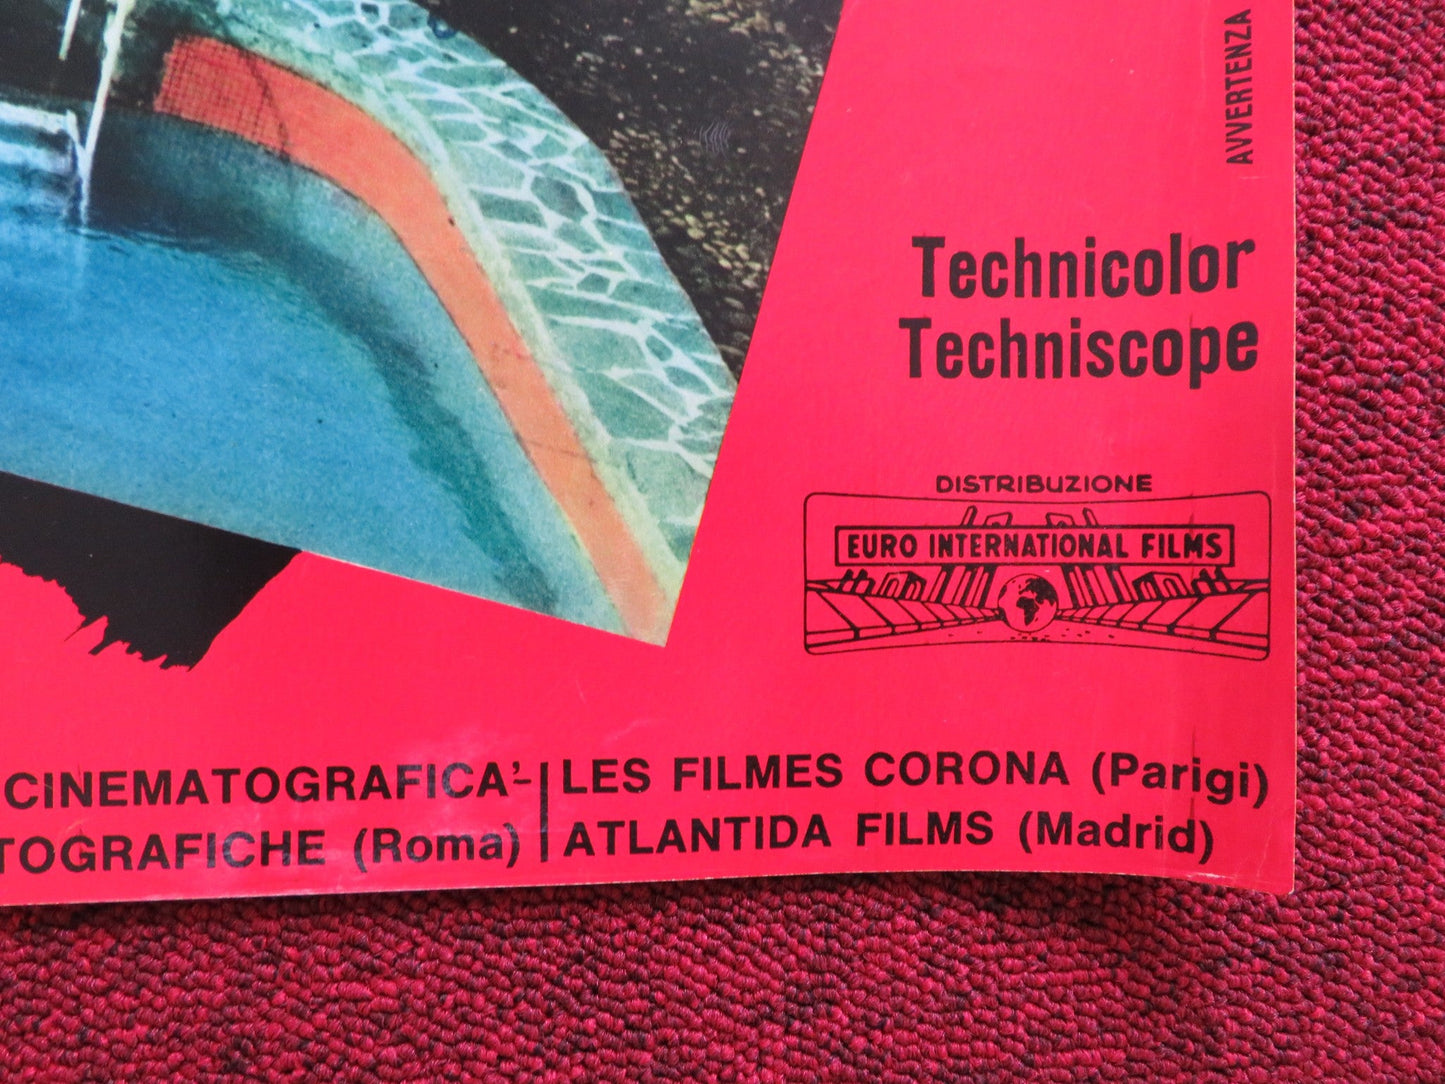 AVVERTENZA
Technicolor
Techniscope
DISTRIBUZIONE
EURO INTERNATIONAL FILMS
CINEMATOGRAFICA'-
TOGRAFICHE (Roma)
LES FILMES CORONA (Parigi)
ATLANTIDA FILMS (Madrid)